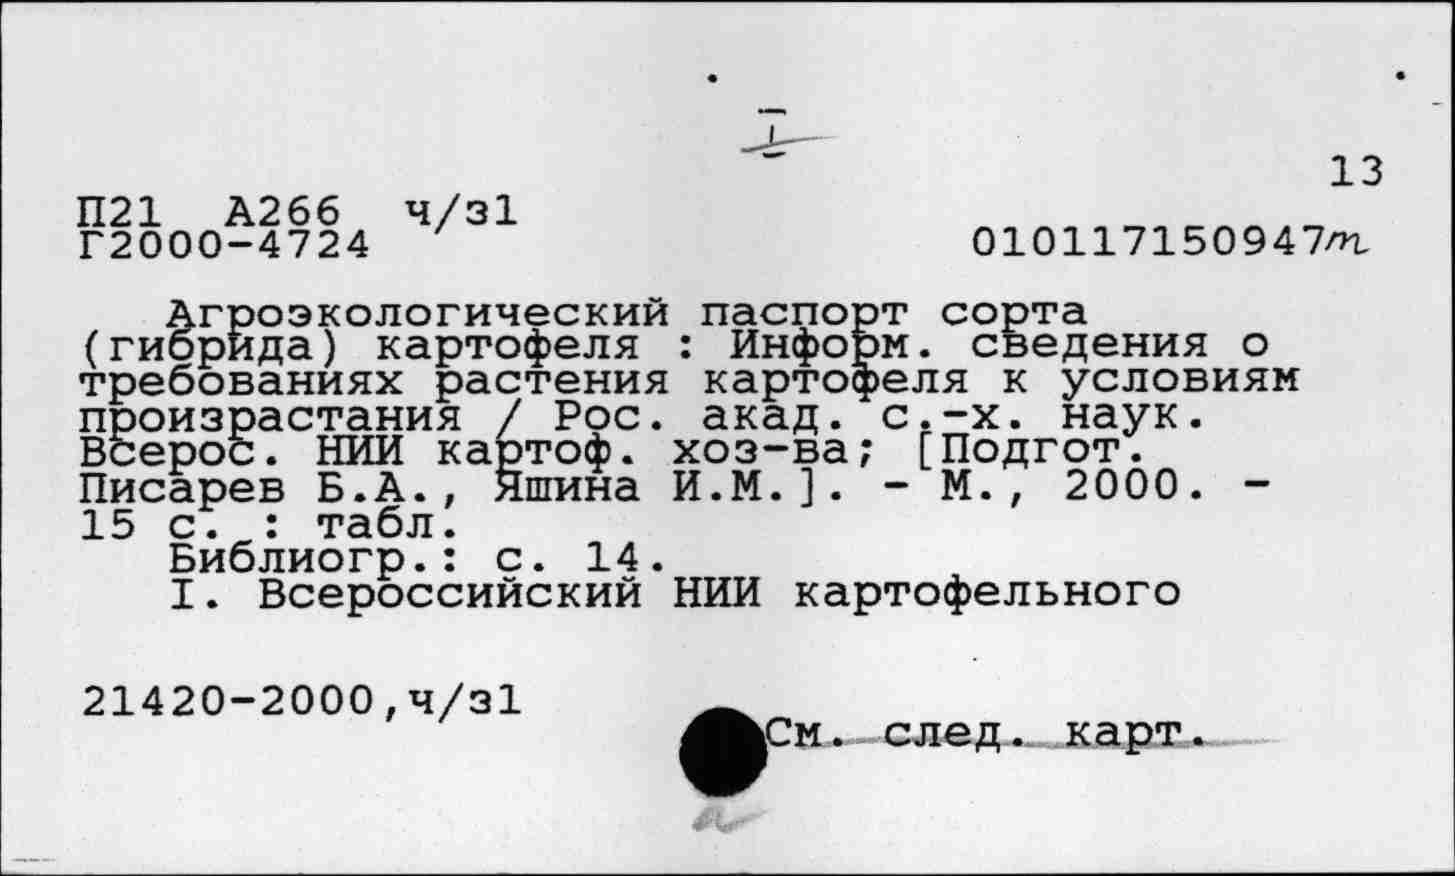 I
13
П21 А266 ч/з1
Г2000-4724 010117150947т
Агроэкологический паспорт сорта
(гибрида) картофеля : Информ. сведения о
требованиях растения картофеля к условиям
произрастания / Рос. акад. с.-х. наук.
Всерос. НИИ картоф. хоз-ва; [Подгот.
Писарев Б.А., Яшина И.М.]. - М., 2000. -
15 с. : табл.
Библиогр.: с. 14.
I. Всероссийский НИИ картофельного
21420-2000,ч/з1
См. след. карт.